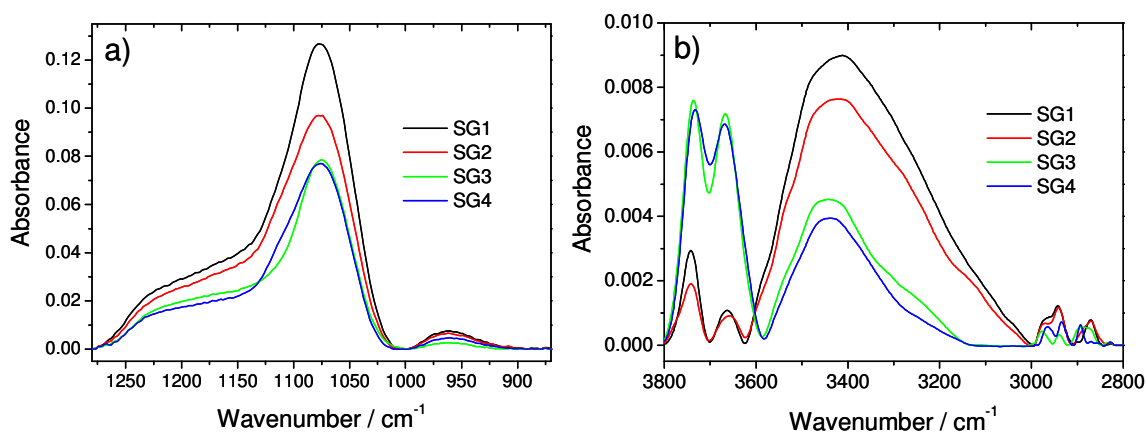 a)
0.12
0.10
0.08
0.06
0.04
0.02
0.00
Absorbance
SG1
SG2
SG3
SG4
1250 1200 1150 1100 1050 1000 950 900
Wavenumber / cm-1
b)
0.010
0.008
0.006
0.004
0.002
0.000
Absorbance
SG1
SG2
SG3
SG4
3800 3600 3400 3200 3000 2800
Wavenumber / cm-1